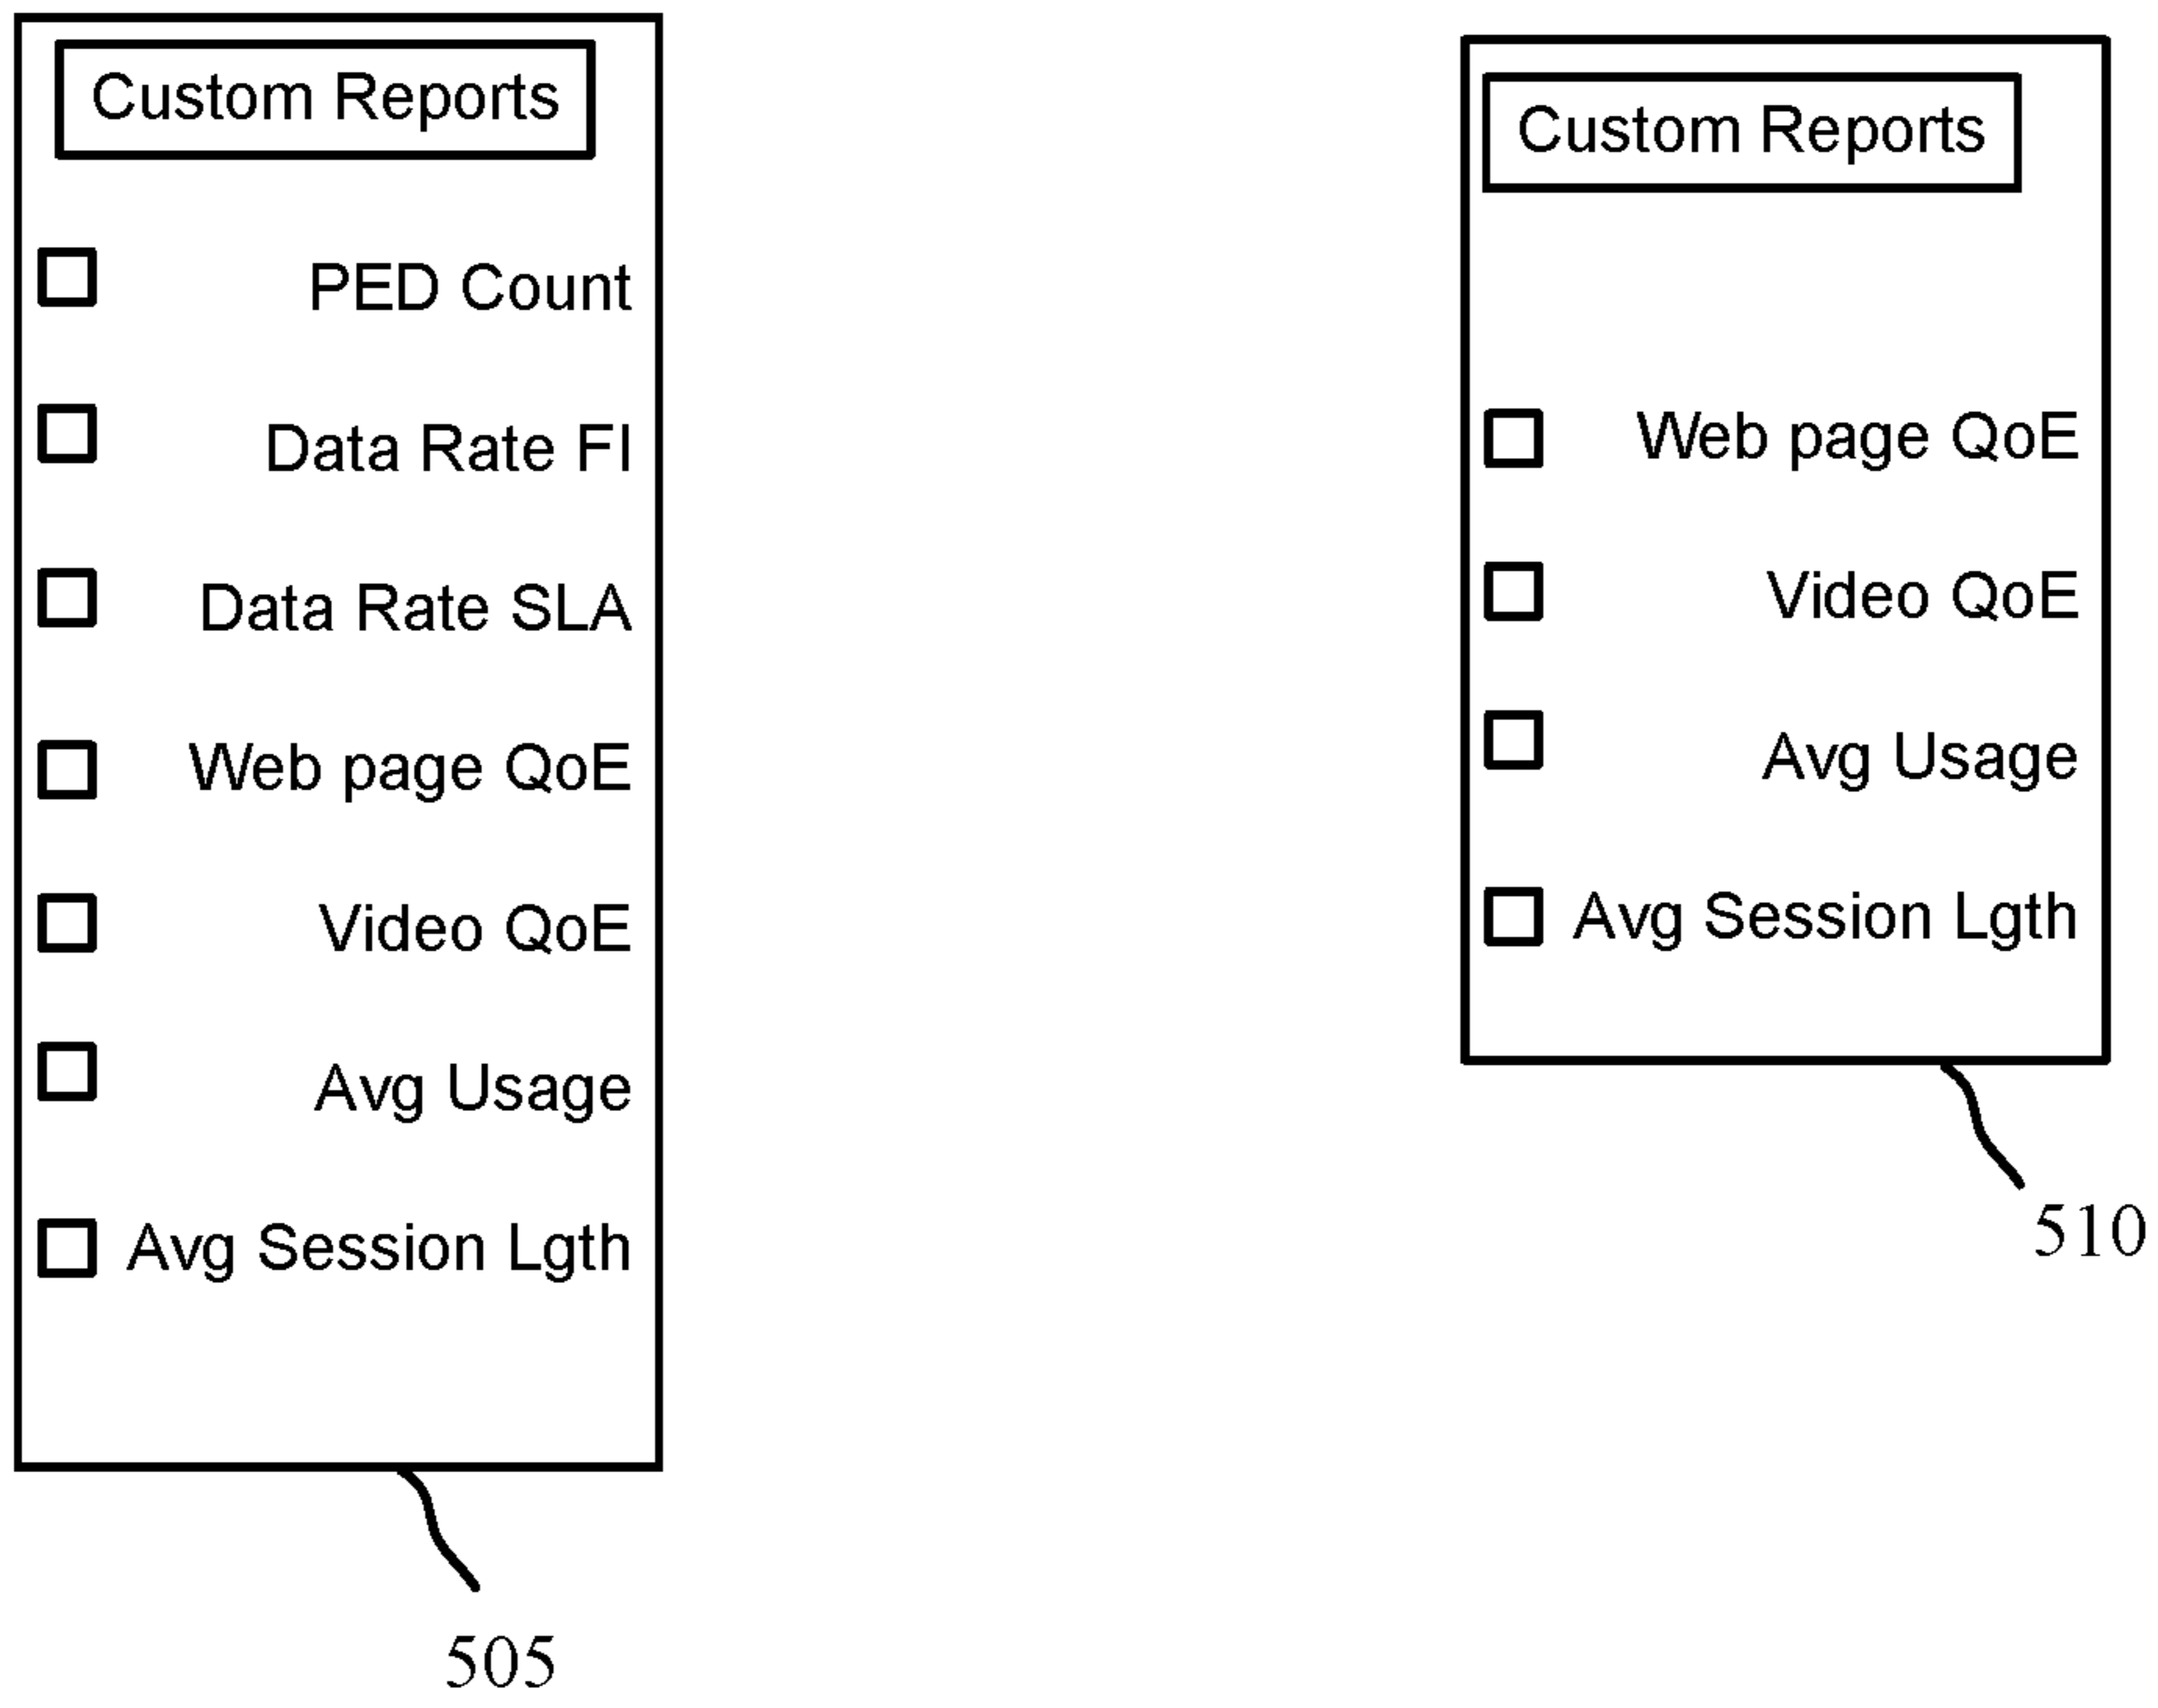 Custom Reports
PED Count
Data Rate FI
Data Rate SLA
Web page QoE
Video QoE
Avg Usage
Avg Session Lgth
505
Custom Reports
Web page QoE
Video QoE
Avg Usage
Avg Session Lgth
510